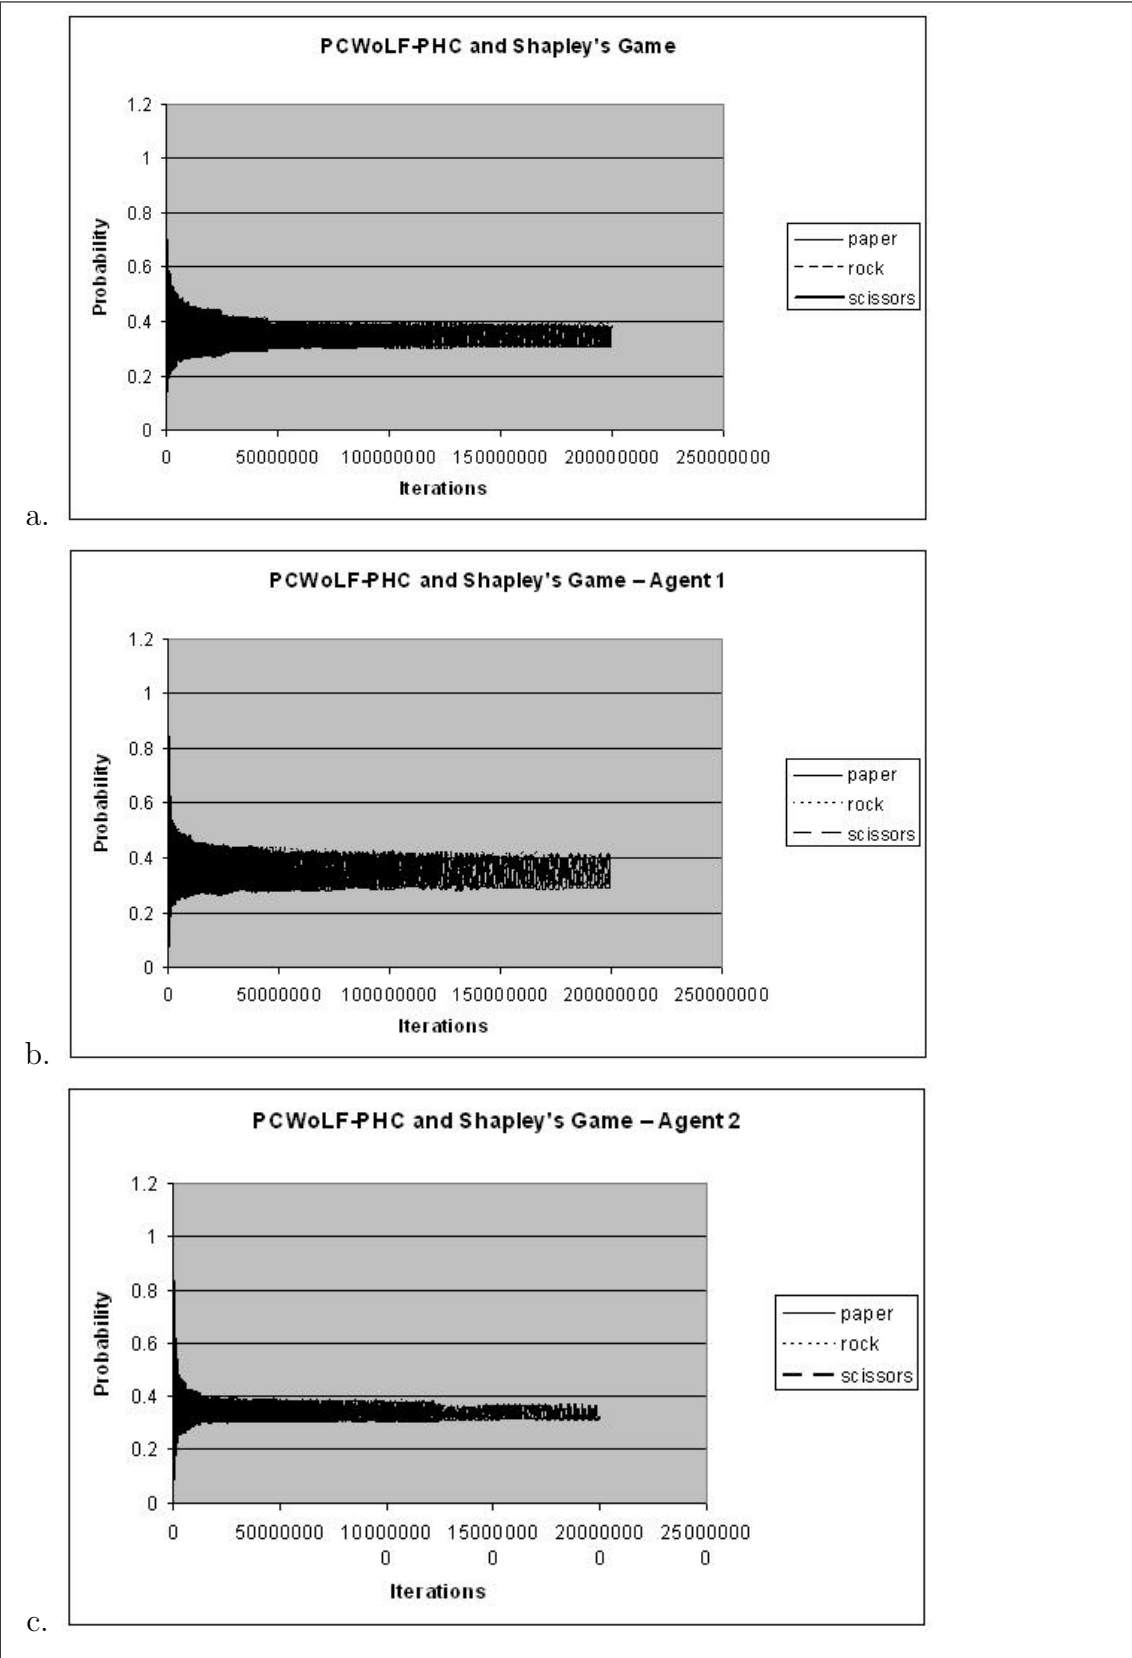 PCWoLF-PHC and Shapley's Game
1.2
1
0.8
0.6
0.4
0.2
0
Probability
0 50000000 100000000 150000000 200000000 250000000
Iterations
paper
rock
scissors
a.
PCWoLF-PHC and Shapley's Game – Agent 1
1.2
1
0.8
0.6
0.4
0.2
0
Probability
0 50000000 100000000 150000000 200000000 250000000
Iterations
paper
rock
scissors
b.
PCWoLF-PHC and Shapley's Game – Agent 2
1.2
1
0.8
0.6
0.4
0.2
0
Probability
0 50000000 10000000 15000000 20000000 25000000
0 0 0 0
Iterations
paper
rock
scissors
c.